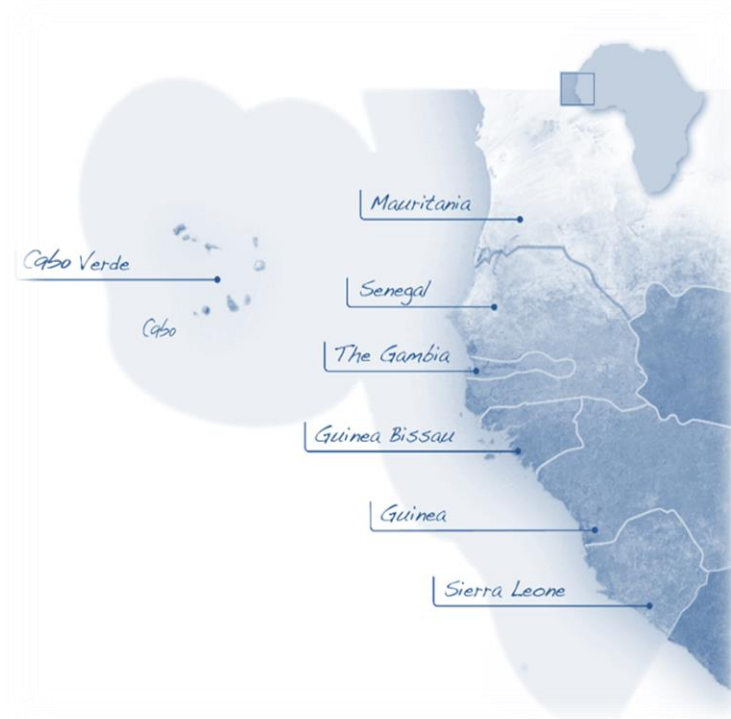 Mauritania
Cabo Verde
Senegal
Cabo
The Gambia
Guinea Bissau
Guinea
Sierra Leone